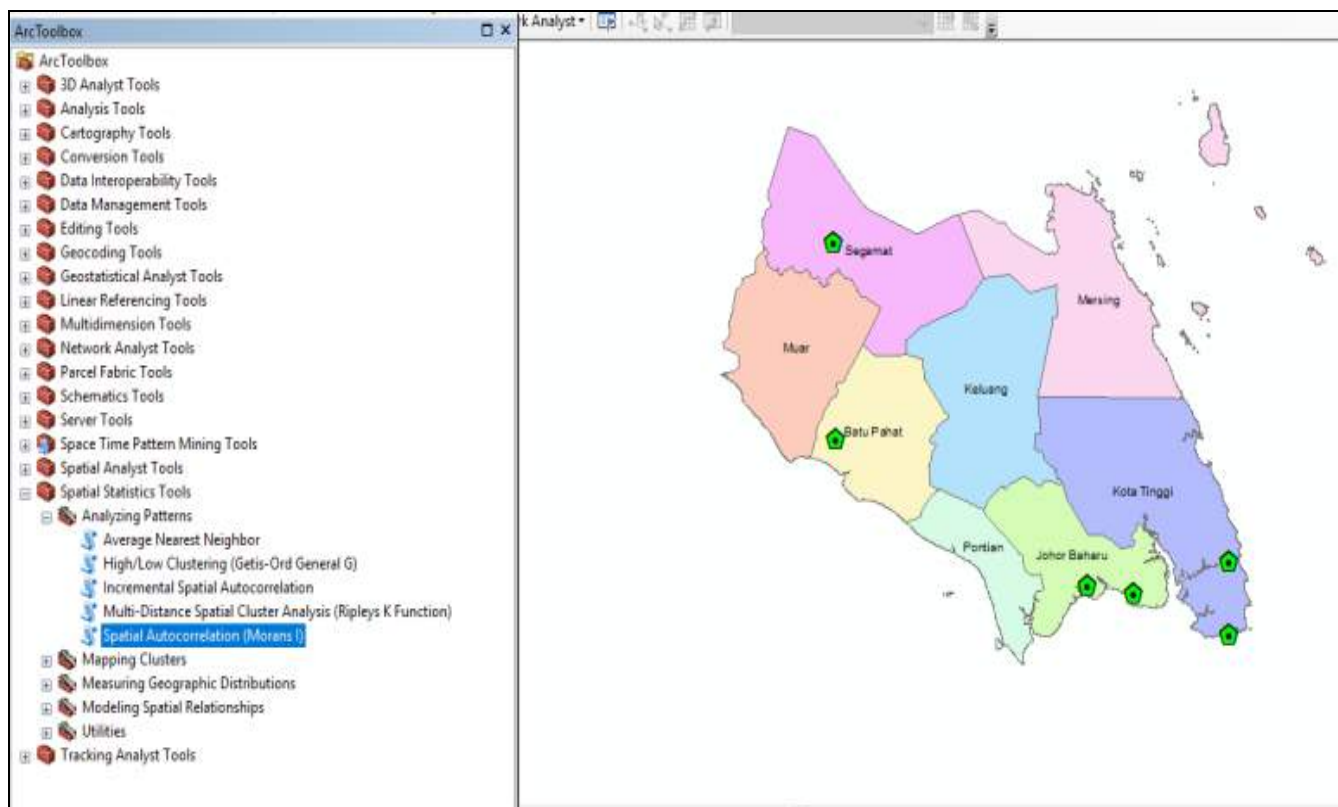 ArcToolbox
ArcToolbox
3D Analyst Tools
Analysis Tools
Cartography Tools
Conversion Tools
Data Interoperability Tools
Data Management Tools
Editing Tools
Geocoding Tools
Geostatistical Analyst Tools
Linear Referencing Tools
Multidimension Tools
Network Analyst Tools
Parcel Fabric Tools
Schematics Tools
Server Tools
Space Time Pattern Mining Tools
Spatial Analyst Tools
Spatial Statistics Tools
Analyzing Patterns
Average Nearest Neighbor
High/Low Clustering (Getis-Ord General G)
Incremental Spatial Autocorrelation
Multi-Distance Spatial Cluster Analysis (Ripleys K Function)
Spatial Autocorrelation (Morans I)
Mapping Clusters
Measuring Geographic Distributions
Modeling Spatial Relationships
Utilities
Tracking Analyst Tools
rk Analyst
Segamat
Mersing
Muar
Keluang
Batu Pahat
Kota Tinggi
Pontian
Johor Baharu